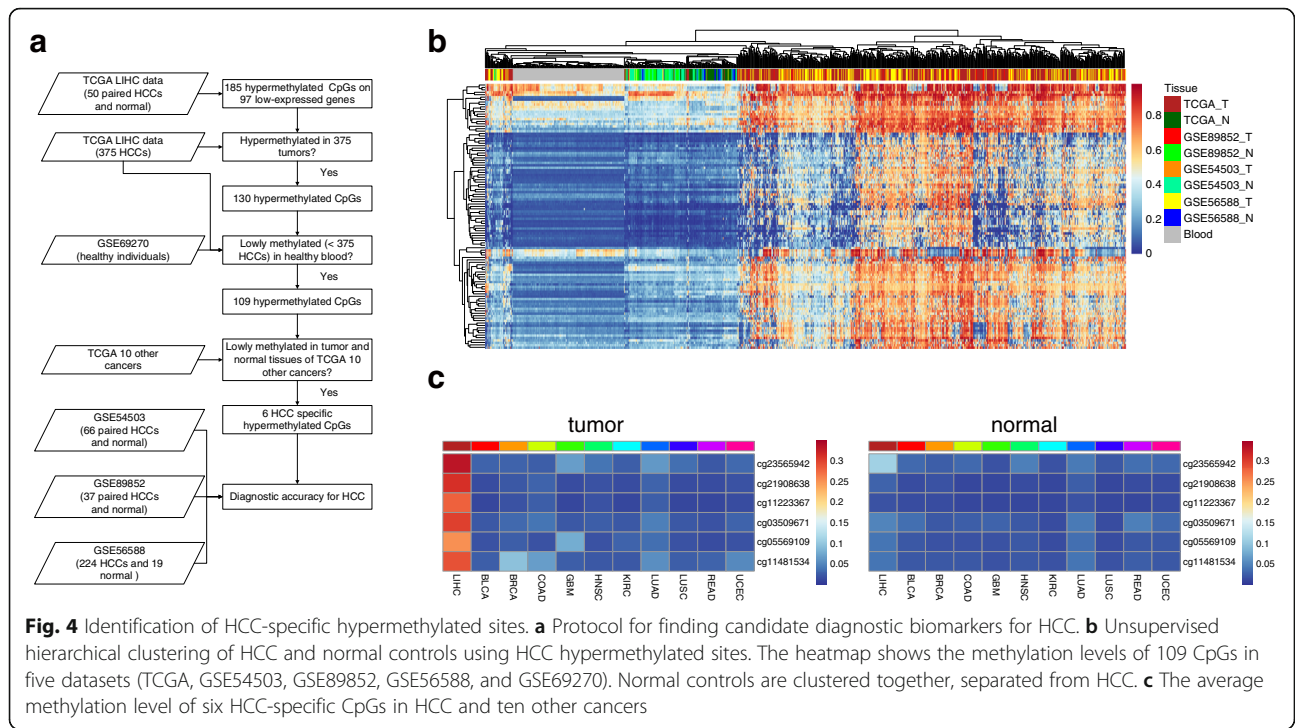 a
TCGA LIHC data
(50 paired HCCs
and normal)
185 hypermethylated CpGs on
97 low-expressed genes
TCGA LIHC data
(375 HCCs)
Hypermethylated in 375
tumors?
Yes
130 hypermethylated CpGs
GSE69270
(healthy individuals)
Lowly methylated (< 375
HCCs) in healthy blood?
Yes
109 hypermethylated CpGs
TCGA 10 other
cancers
Lowly methylated in tumor and
normal tissues of TCGA 10
other cancers?
Yes
6 HCC specific
hypermethylated CpGs
GSE54503
(66 paired HCCs
and normal)
GSE89852
(37 paired HCCs
and normal)
Diagnostic accuracy for HCC
GSE56588
(224 HCCs and 19
normal )
b
0.8
0.6
0.4
0.2
0
Tissue
TCGA_T
TCGA_N
GSE89852_T
GSE89852_N
GSE54503_T
GSE54503_N
GSE56588_T
GSE56588_N
Blood
c
tumor
cg23565942
cg21908638
cg11223367
cg03509671
cg05569109
cg11481534
0.3
0.25
0.2
0.15
0.1
0.05
LIHC
BLCA
BRCA
COAD
GBM
HNSC
KIRC
LUAD
LUSC
READ
UCEC
normal
cg23565942
cg21908638
cg11223367
cg03509671
cg05569109
cg11481534
0.3
0.25
0.2
0.15
0.1
0.05
LIHC
BLCA
BRCA
COAD
GBM
HNSC
KIRC
LUAD
LUSC
READ
UCEC
Fig. 4 Identification of HCC-specific hypermethylated sites. a Protocol for finding candidate diagnostic biomarkers for HCC. b Unsupervised
hierarchical clustering of HCC and normal controls using HCC hypermethylated sites. The heatmap shows the methylation levels of 109 CpGs in
five datasets (TCGA, GSE54503, GSE89852, GSE56588, and GSE69270). Normal controls are clustered together, separated from HCC. c The average
methylation level of six HCC-specific CpGs in HCC and ten other cancers